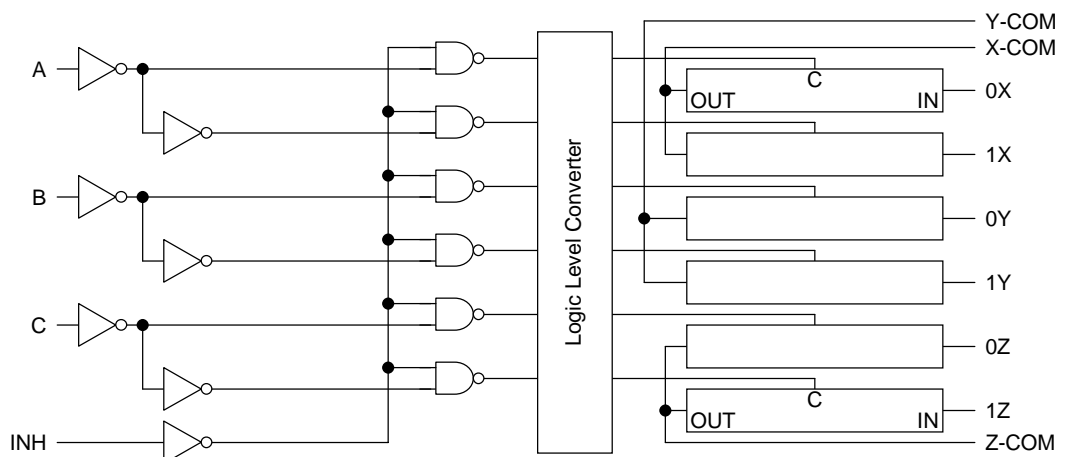 Y-COM
X-COM
A
C
OUT
IN
0X
1X
B
0Y
1Y
Logic Level Converter
C
0Z
C
OUT
IN
1Z
INH
Z-COM